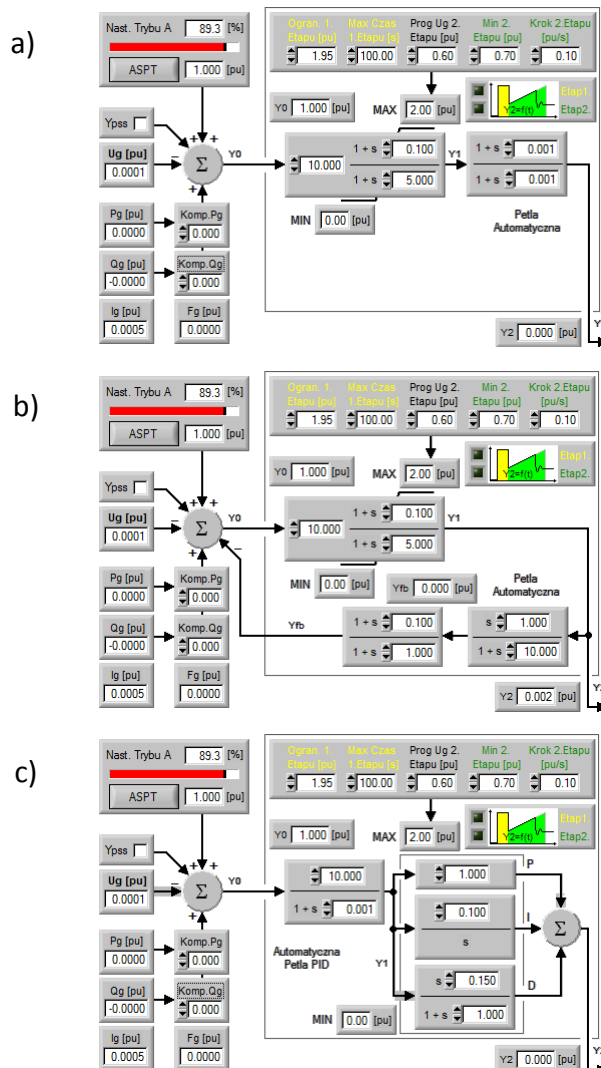 a)
Nast. Trybu A 89.3 [%]
ASPT 1.000 [pu]
Ogran. 1. Etapu [pu] 1.95
Max Czas 1.Etapu [s] 100.00
Prog Ug 2. Etapu [pu] 0.60
Min 2. Etapu [pu] 0.70
Krok 2.Etapu [pu/s] 0.10
Y0 1.000 [pu]
MAX 2.00 [pu]
Etap1.
Y2=f(t) Etap2.
Ypss
+ +
+
Ug [pu]
0.0001
−
Σ
Y0
10.000
1 + s 0.100
1 + s 5.000
Y1
1 + s 0.001
1 + s 0.001
+
MIN 0.00 [pu]
Petla
Automatyczna
Pg [pu]
0.0000
Komp.Pg
0.000
Qg [pu]
-0.0000
Komp.Qg
0.000
Ig [pu]
0.0005
Fg [pu]
0.0000
Y2 0.000 [pu]
b)
Nast. Trybu A 89.3 [%]
ASPT 1.000 [pu]
Ogran. 1. Etapu [pu] 1.95
Max Czas 1.Etapu [s] 100.00
Prog Ug 2. Etapu [pu] 0.60
Min 2. Etapu [pu] 0.70
Krok 2.Etapu [pu/s] 0.10
Y0 1.000 [pu]
MAX 2.00 [pu]
Etap1.
Y2=f(t) Etap2.
Ypss
+ +
+
Ug [pu]
0.0001
−
Σ
Y0
−
10.000
1 + s 0.100
1 + s 5.000
Y1
+
MIN 0.00 [pu]
Yfb 0.000 [pu]
Petla
Automatyczna
Pg [pu]
0.0000
Komp.Pg
0.000
Yfb
1 + s 0.100
1 + s 1.000
s 1.000
1 + s 10.000
Qg [pu]
-0.0000
Komp.Qg
0.000
Ig [pu]
0.0005
Fg [pu]
0.0000
Y2 0.002 [pu]
c)
Nast. Trybu A 89.3 [%]
ASPT 1.000 [pu]
Ogran. 1. Etapu [pu] 1.95
Max Czas 1.Etapu [s] 100.00
Prog Ug 2. Etapu [pu] 0.60
Min 2. Etapu [pu] 0.70
Krok 2.Etapu [pu/s] 0.10
Y0 1.000 [pu]
MAX 2.00 [pu]
Etap1
Y2=f(t) Etap2.
Ypss
+ +
+
Ug [pu]
0.0001
−
Σ
Y0
10.000
1 + s 0.001
1.000
P
0.100
s
I
Σ
s 0.150
1 + s 1.000
D
+
Automatyczna
Petla PID
Y1
MIN 0.00 [pu]
Pg [pu]
0.0000
Komp.Pg
0.000
Qg [pu]
-0.0000
Komp.Qg
0.000
Ig [pu]
0.0005
Fg [pu]
0.0000
Y2 0.000 [pu]